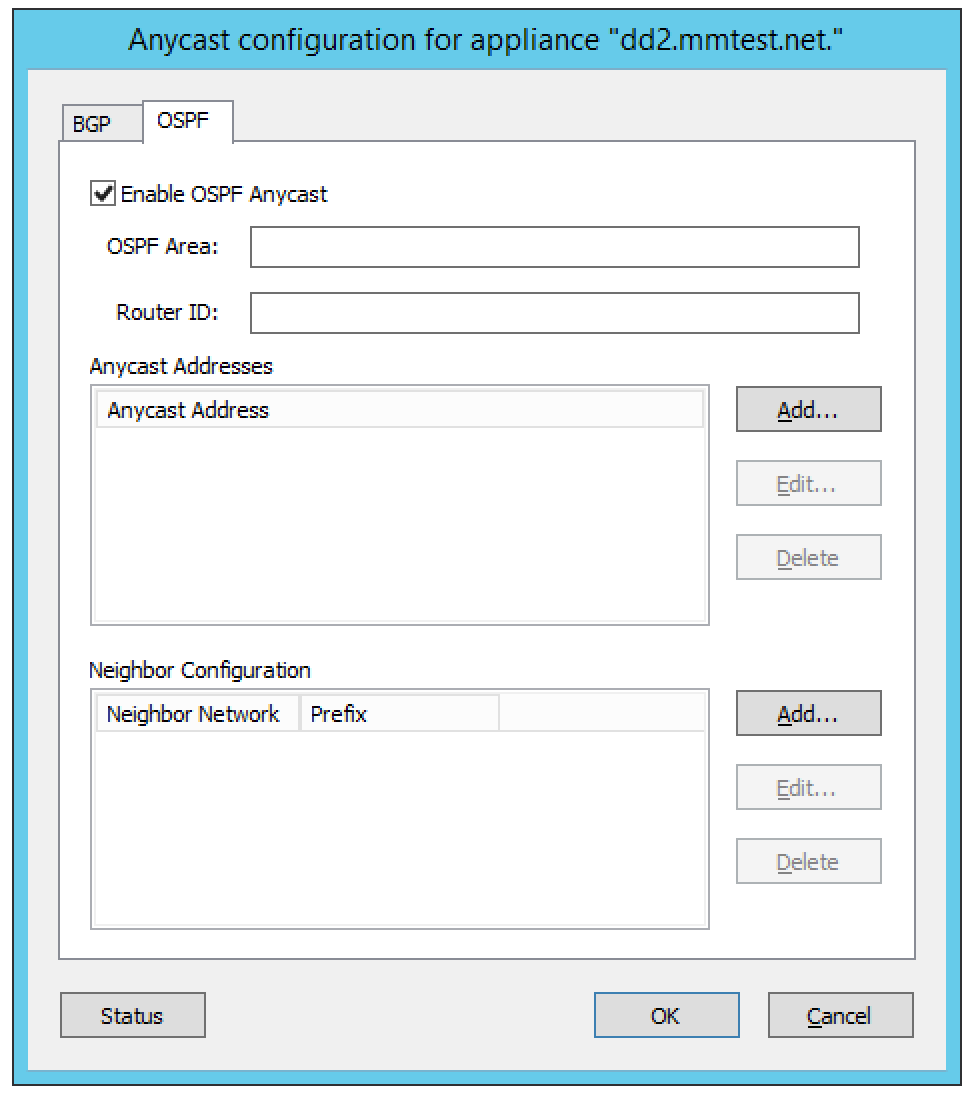 Anycast configuration for appliance "dd2.mmtest.net."
BGP OSPF
Enable OSPF Anycast
OSPF Area:
Router ID:
Anycast Addresses
Anycast Address
Add...
Edit...
Delete
Neighbor Configuration
Neighbor Network Prefix
Add...
Edit...
Delete
Status OK Cancel